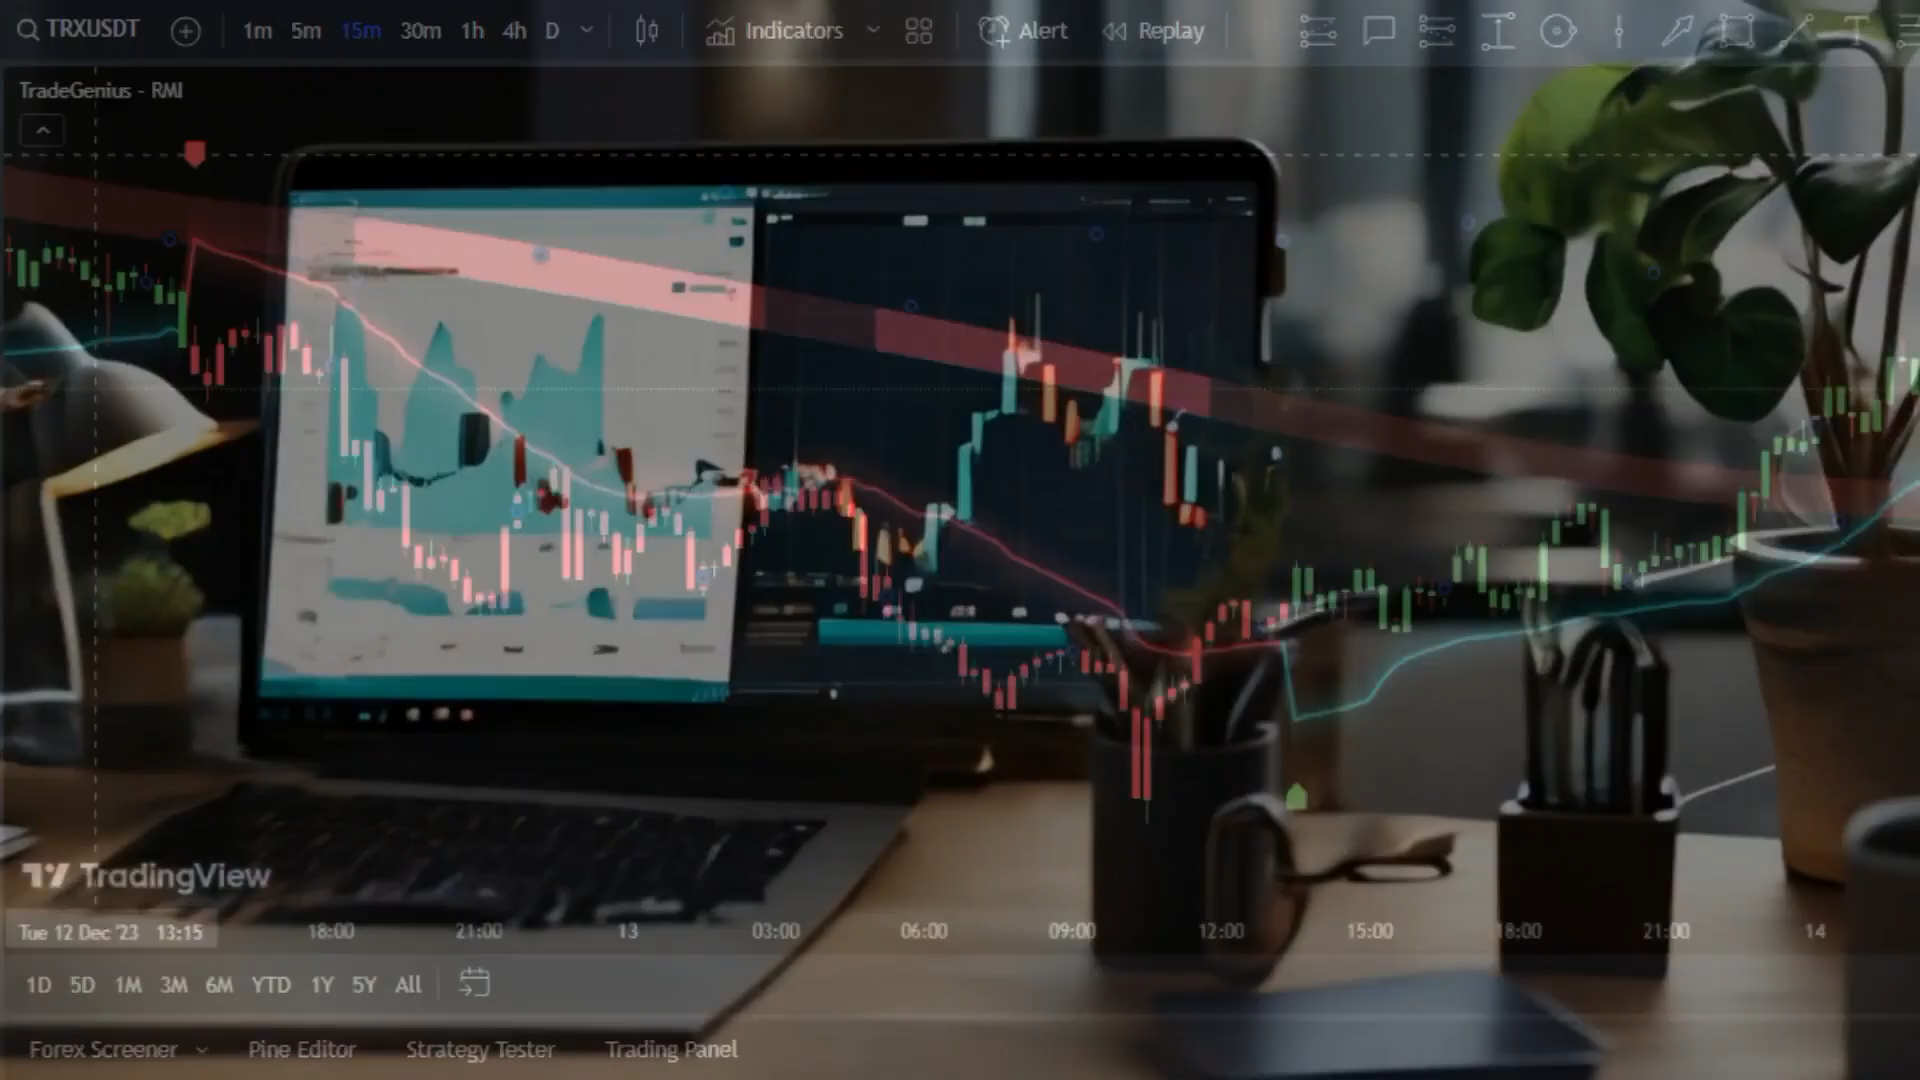 TRXUSDT 1m 5m 15m 30m 1h 4h D Indicators Alert Replay
TradeGenius - RMI
TradingView
Tue 12 Dec '23 13:15 18:00 21:00 13 03:00 06:00 09:00 12:00 15:00 18:00 21:00 14
1D 5D 1M 3M 6M YTD 1Y 5Y All
Forex Screener Pine Editor Strategy Tester Trading Panel